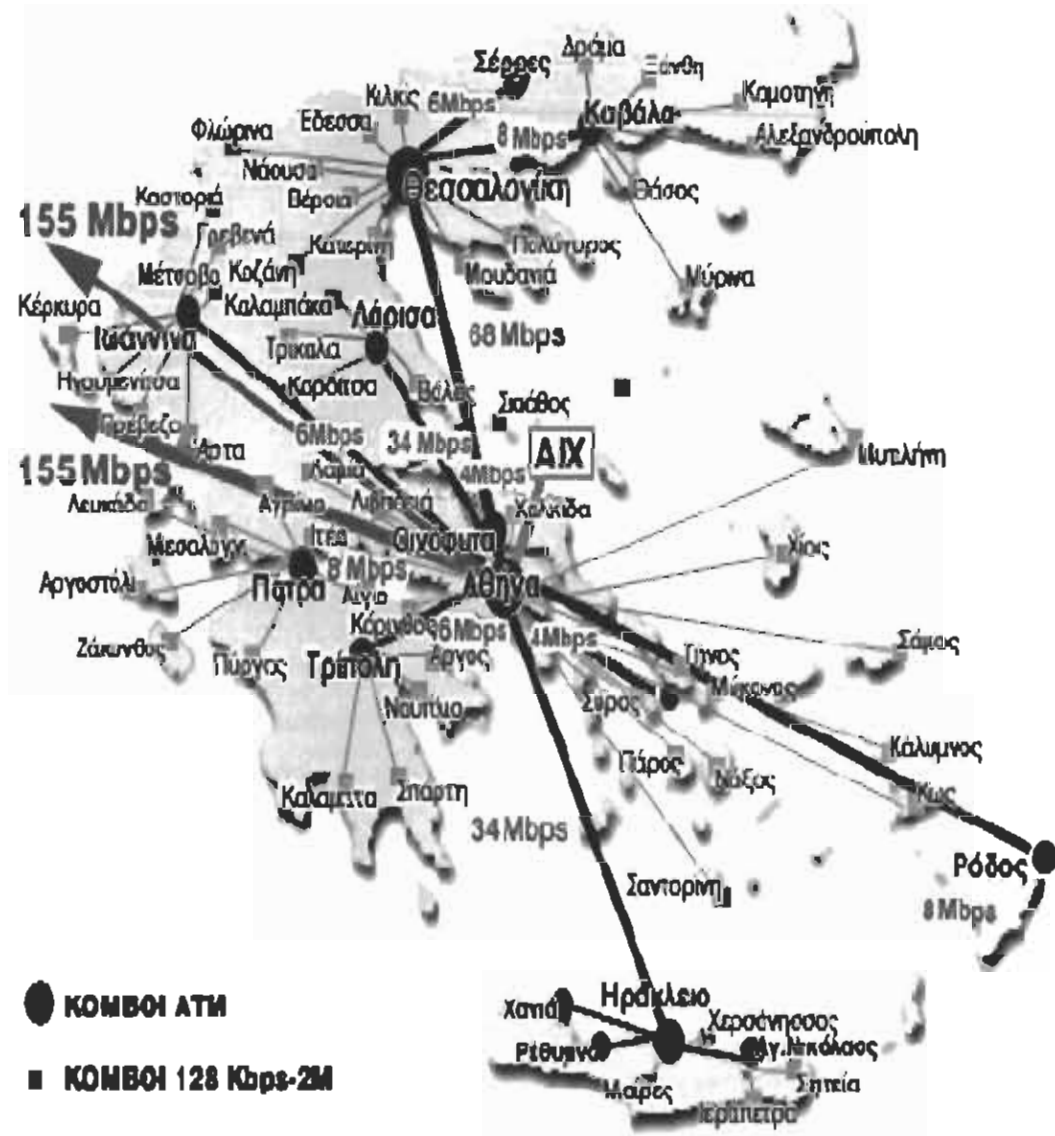 Δράμα
Ξάνθη
Σέρρες
Κιλκίς
6Mbps
Καβάλα
Κομοτηνή
Έδεσσα
8 Mbps
Αλεξανδρούπολη
Φλώρινα
Νάουσα
Θεσσαλονίκη
Θάσος
Καστοριά
Βέροια
155 Mbps
Γρεβενά
Κατερίνη
Πολύγυρος
Μέτσοβο
Κοζάνη
Μουδανιά
Μύρινα
Κέρκυρα
Καλαμπάκα
Λάρισα
Ιωάννινα
Τρίκαλα
68 Mbps
Ηγουμενίτσα
Καρδίτσα
Βόλος
Σκιάθος
Πρέβεζα
6Mbps
34 Mbps
ΔΙΧ
Άρτα
4Mbps
Μυτιλήνη
155 Mbps
Λαμία
Λευκάδα
Αγρίνιο
Λιβαδειά
Χαλκίδα
Μεσολόγγι
Ιτέα
Οινόφυτα
Χίος
Αργοστόλι
Πάτρα
8 Mbps
Αθήνα
Αίγιο
Κόρινθος
6Mbps
4Mbps
Ζάκυνθος
Πύργος
Τρίπολη
Άργος
Τήνος
Σάμος
Ναύπλιο
Σύρος
Μύκονος
Καλαμάτα
Σπάρτη
Πάρος
Νάξος
Κάλυμνος
Κως
34 Mbps
Σαντορίνη
Ρόδος
8 Mbps
ΚΟΜΒΟΙ ΑΤΜ
Χανιά
Ηράκλειο
Χερσόνησσος
Ρέθυμνο
Αγ.Νικόλαος
ΚΟΜΒΟΙ 128 Kbps-2M
Μοίρες
Σητεία
Ιεράπετρα